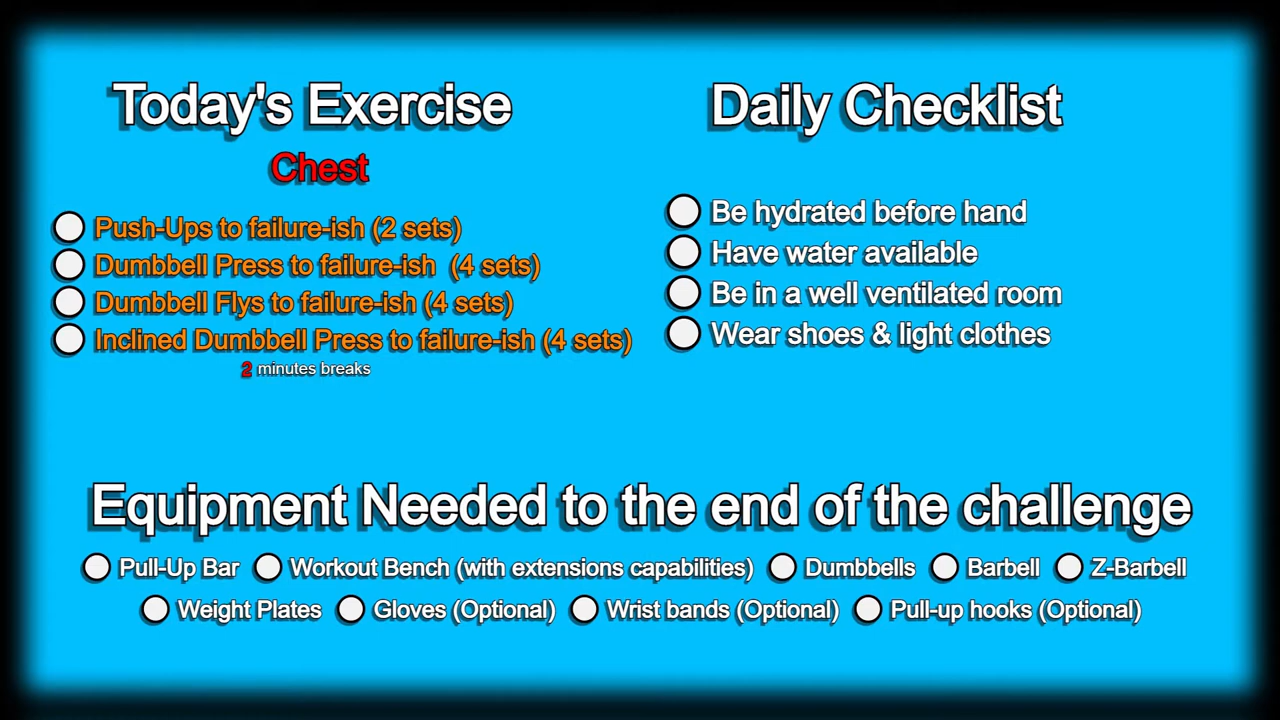 Today's Exercise
Chest
Push-Ups to failure-ish (2 sets)
Dumbbell Press to failure-ish (4 sets)
Dumbbell Flys to failure-ish (4 sets)
Inclined Dumbbell Press to failure-ish (4 sets)
2 minutes breaks
Daily Checklist
Be hydrated before hand
Have water available
Be in a well ventilated room
Wear shoes & light clothes
Equipment Needed to the end of the challenge
Pull-Up Bar Workout Bench (with extensions capabilities) Dumbbells Barbell Z-Barbell
Weight Plates Gloves (Optional) Wrist bands (Optional) Pull-up hooks (Optional)